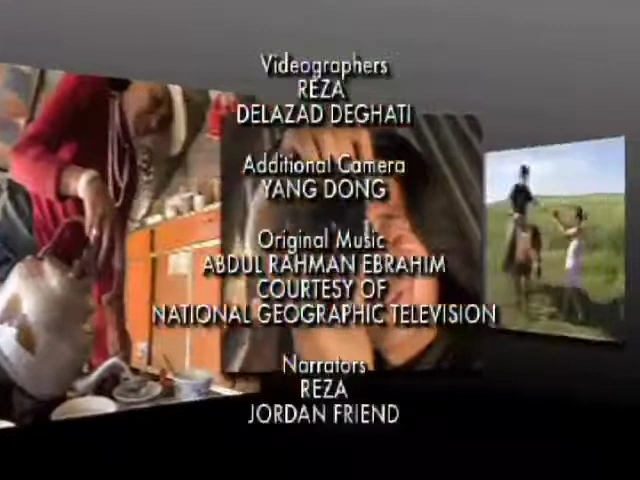 Videographers
REZA
DELAZAD DEGHATI
Additional Camera
YANG DONG
Original Music
ABDUL RAHMAN EBRAHIM
COURTESY OF
NATIONAL GEOGRAPHIC TELEVISION
Narrators
REZA
JORDAN FRIEND